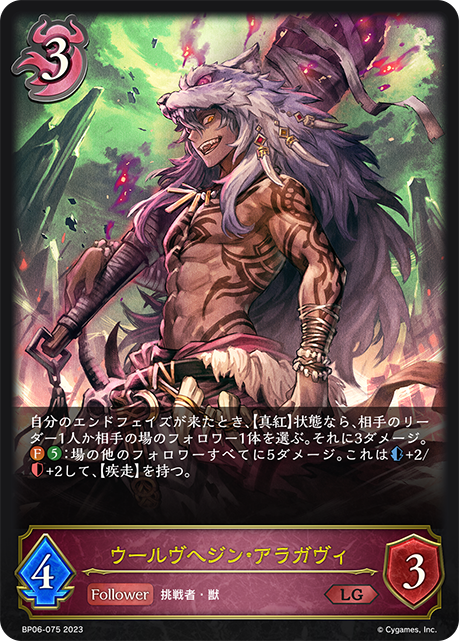 3
自分のエンドフェイズが来たとき、【真紅】状態なら、相手のリー
ダー1人か相手の場のフォロワー1体を選ぶ。それに3ダメージ。
F 5:場の他のフォロワーすべてに5ダメージ。これは+2/
+2して、【疾走】を持つ。
ウールヴヘジン・アラガヴィ
4
Follower 挑戦者・獣 LG
3
BP06-075 2023 © Cygames, Inc.